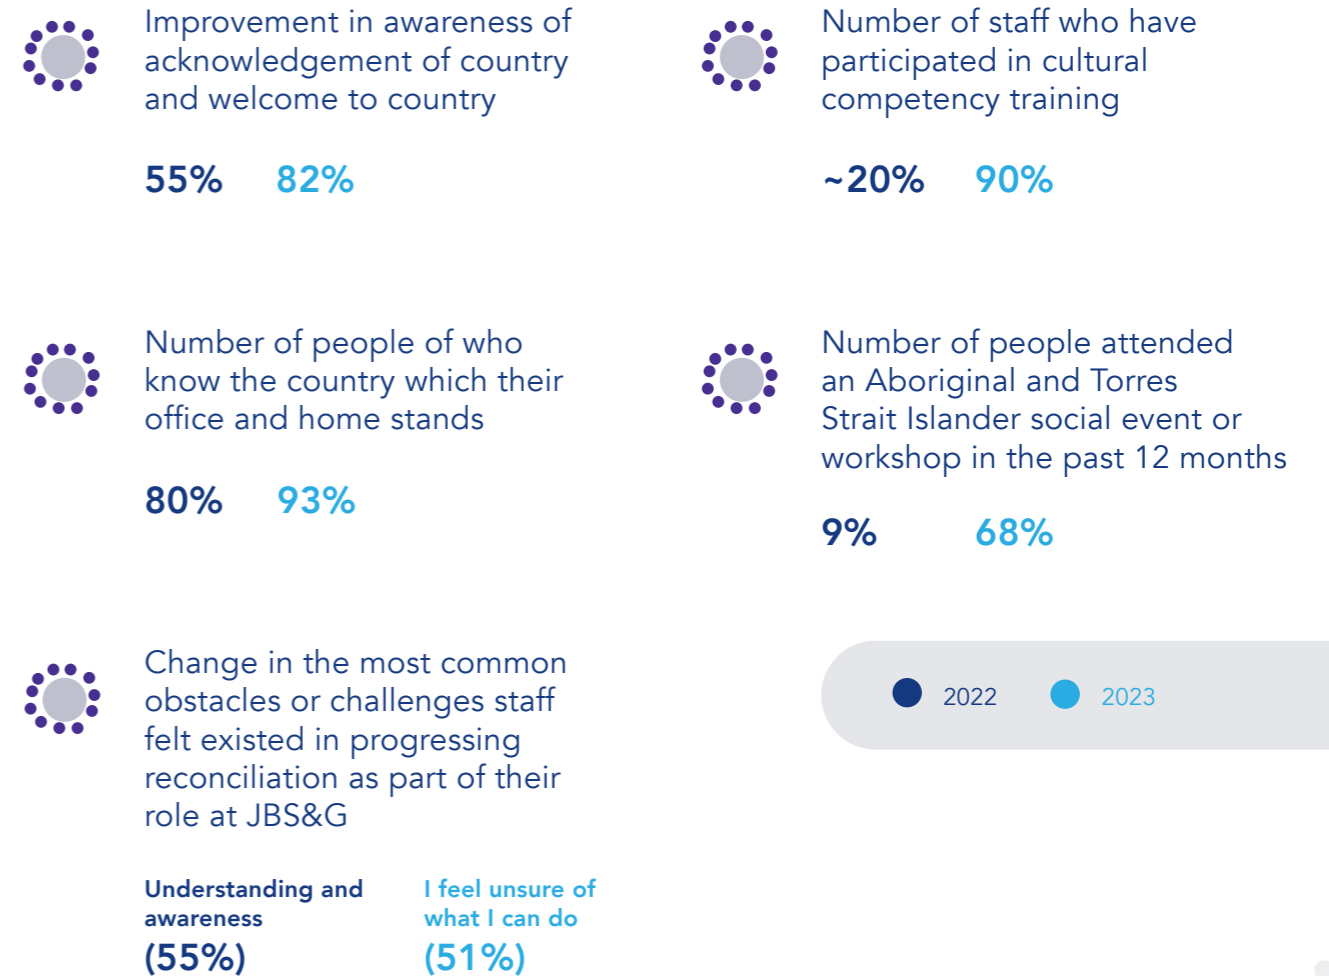 Improvement in awareness of
acknowledgement of country
and welcome to country
55% 82%
Number of staff who have
participated in cultural
competency training
~20% 90%
Number of people of who
know the country which their
office and home stands
80% 93%
Number of people attended
an Aboriginal and Torres
Strait Islander social event or
workshop in the past 12 months
9% 68%
Change in the most common
obstacles or challenges staff
felt existed in progressing
reconciliation as part of their
role at JBS&G
Understanding and
awareness
(55%)
I feel unsure of
what I can do
(51%)
2022 2023